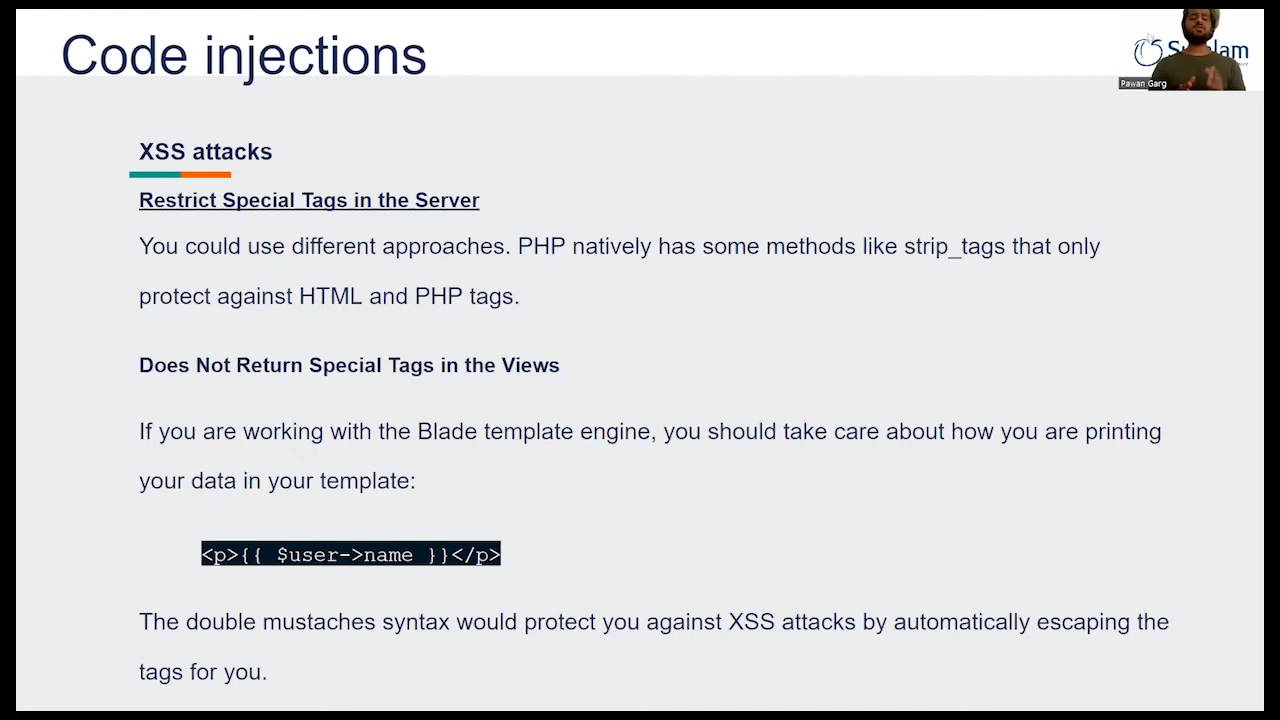 Code injections
Pawan Garg
XSS attacks
Restrict Special Tags in the Server
You could use different approaches. PHP natively has some methods like strip_tags that only
protect against HTML and PHP tags.
Does Not Return Special Tags in the Views
If you are working with the Blade template engine, you should take care about how you are printing
your data in your template:
<p>{{ $user->name }}</p>
The double mustaches syntax would protect you against XSS attacks by automatically escaping the
tags for you.